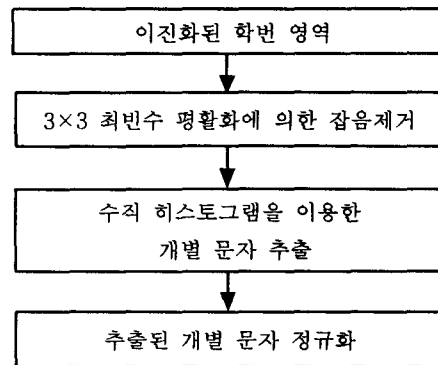 이진화된 학번 영역
3×3 최빈수 평활화에 의한 잡음제거
수직 히스토그램을 이용한
개별 문자 추출
추출된 개별 문자 정규화